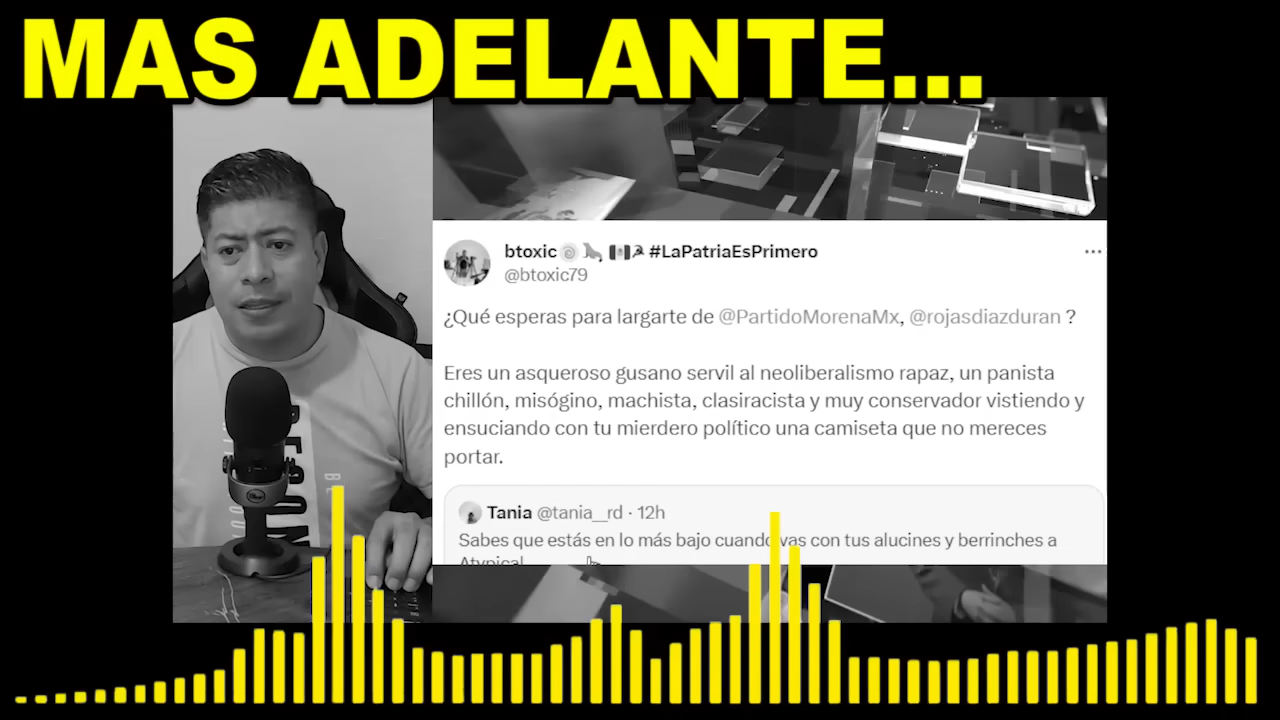 MAS ADELANTE...
btoxic #LaPatriaEsPrimero
@btoxic79
¿Qué esperas para largarte de @PartidoMorenaMx, @rojasdiazduran ?
Eres un asqueroso gusano servil al neoliberalismo rapaz, un panista
chillón, misógino, machista, clasiracista y muy conservador vistiendo y
ensuciando con tu mierdero político una camiseta que no mereces
portar.
Tania @tania__rd · 12h
Sabes que estás en lo más bajo cuando vas con tus alucines y berrinches a
Atypical